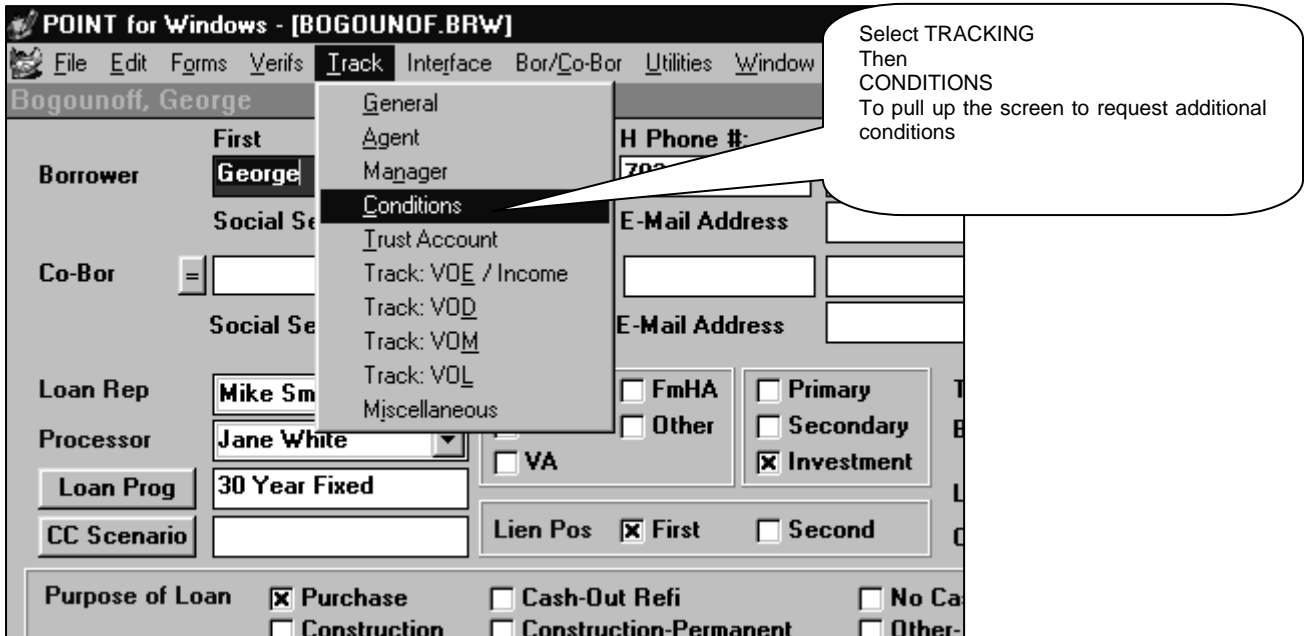 POINT for Windows - [BOGOUNOF.BRW]
File Edit Forms Verifs Track Interface Bor/Co-Bor Utilities Window
Bogounoff, George
Select TRACKING
Then
CONDITIONS
To pull up the screen to request additional
conditions
General
Agent
Manager
Conditions
Trust Account
Track: VOE / Income
Track: VOD
Track: VOM
Track: VOL
Miscellaneous
First H Phone #:
Borrower George
Social E-Mail Address
Co-Bor =
Social E-Mail Address
Loan Rep Mike FmHA Primary
Other Secondary
Processor Jane White
VA Investment
Loan Prog 30 Year Fixed
CC Scenario Lien Pos First Second
Purpose of Loan Purchase Cash-Out Refi No
Construction Construction-Permanent Other-